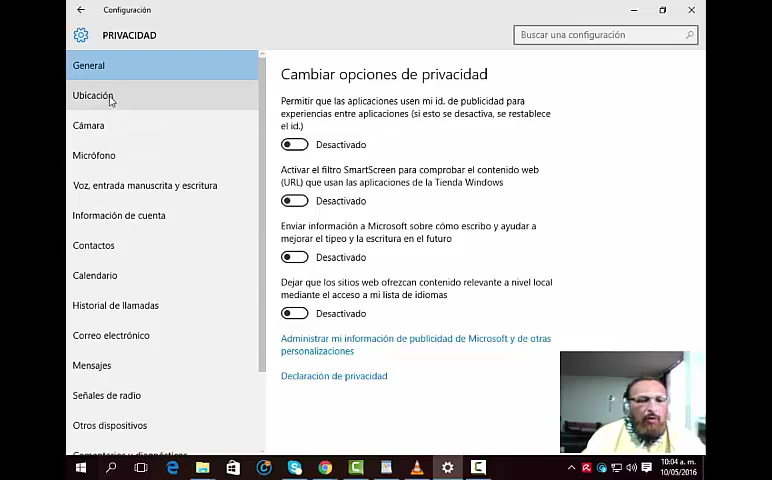 Configuración
PRIVACIDAD
Buscar una configuración
General
Ubicación
Cámara
Micrófono
Voz, entrada manuscrita y escritura
Información de cuenta
Contactos
Calendario
Historial de llamadas
Correo electrónico
Mensajes
Señales de radio
Otros dispositivos
Comentarios y diagnósticos
Cambiar opciones de privacidad
Permitir que las aplicaciones usen mi id. de publicidad para
experiencias entre aplicaciones (si esto se desactiva, se restablece
el id.)
Desactivado
Activar el filtro SmartScreen para comprobar el contenido web
(URL) que usan las aplicaciones de la Tienda Windows
Desactivado
Enviar información a Microsoft sobre cómo escribo y ayudar a
mejorar el tipeo y la escritura en el futuro
Desactivado
Dejar que los sitios web ofrezcan contenido relevante a nivel local
mediante el acceso a mi lista de idiomas
Desactivado
Administrar mi información de publicidad de Microsoft y de otras
personalizaciones
Declaración de privacidad
10:04 a. m.
10/05/2016